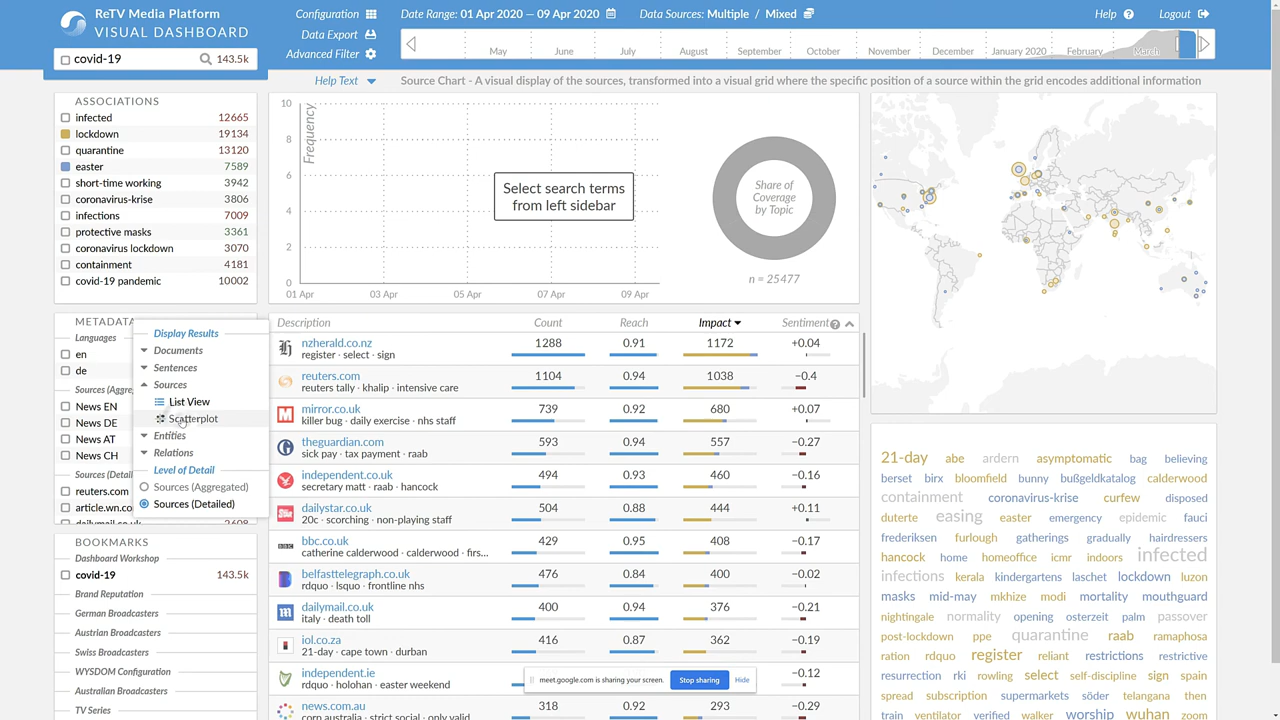 ReTV Media Platform
VISUAL DASHBOARD
covid-19 143.5k
Configuration
Data Export
Advanced Filter
Date Range: 01 Apr 2020 — 09 Apr 2020 Data Sources: Multiple / Mixed
Help Logout
May June July August September October November December January 2020 February March
Help Text
Source Chart - A visual display of the sources, transformed into a visual grid where the specific position of a source within the grid encodes additional information
ASSOCIATIONS
infected 12665
lockdown 19134
quarantine 13120
easter 7589
short-time working 3942
coronavirus-krise 3806
infections 7009
protective masks 3361
coronavirus lockdown 3070
containment 4181
covid-19 pandemic 10002
Frequency
10
8
6
4
2
0
01 Apr 03 Apr 05 Apr 07 Apr 09 Apr
Select search terms
from left sidebar
Share of
Coverage
by Topic
n = 25477
METADATA
Languages
en
de
Sources (Aggre
News EN
News DE
News AT
News CH
Sources (Detai
reuters.com
article.wn.co
dailymail.co.uk 2608
Display Results
Documents
Sentences
Sources
List View
Scatterplot
Entities
Relations
Level of Detail
Sources (Aggregated)
Sources (Detailed)
BOOKMARKS
Dashboard Workshop
covid-19 143.5k
Brand Reputation
German Broadcasters
Austrian Broadcasters
Swiss Broadcasters
WYSDOM Configuration
Australian Broadcasters
TV Series
Description Count Reach Impact Sentiment
nzherald.co.nz 1288 0.91 1172 +0.04
register · select · sign
reuters.com 1104 0.94 1038 −0.4
reuters tally · khalip · intensive care
mirror.co.uk 739 0.92 680 +0.07
killer bug · daily exercise · nhs staff
theguardian.com 593 0.94 557 −0.27
sick pay · tax payment · raab
independent.co.uk 494 0.93 460 −0.16
secretary matt · raab · hancock
dailystar.co.uk 504 0.88 444 +0.11
20c · scorching · non-playing staff
bbc.co.uk 429 0.95 408 −0.17
catherine calderwood · calderwood · firs...
belfasttelegraph.co.uk 476 0.84 400 −0.02
rdquo · lsquo · frontline nhs
dailymail.co.uk 400 0.94 376 −0.21
italy · death toll
iol.co.za 416 0.87 362 −0.19
21-day · cape town · durban
independent.ie −0.12
rdquo · holohan · easter weekend
news.com.au 318 0.92 293 −0.29
corp australia · strict social · only valid
meet.google.com is sharing your screen. Stop sharing Hide
21-day abe ardern asymptomatic bag believing
berset birx bloomfield bunny bußgeldkatalog calderwood
containment coronavirus-krise curfew disposed
duterte easing easter emergency epidemic fauci
frederiksen furlough gatherings gradually hairdressers
hancock home homeoffice icmr indoors infected
infections kerala kindergartens laschet lockdown luzon
masks mid-may mkhize modi mortality mouthguard
nightingale normality opening osterzeit palm passover
post-lockdown ppe quarantine raab ramaphosa
ration rdquo register reliant restrictions restrictive
resurrection rki rowling select self-discipline sign spain
spread subscription supermarkets söder telangana then
train ventilator verified walker worship wuhan zoom